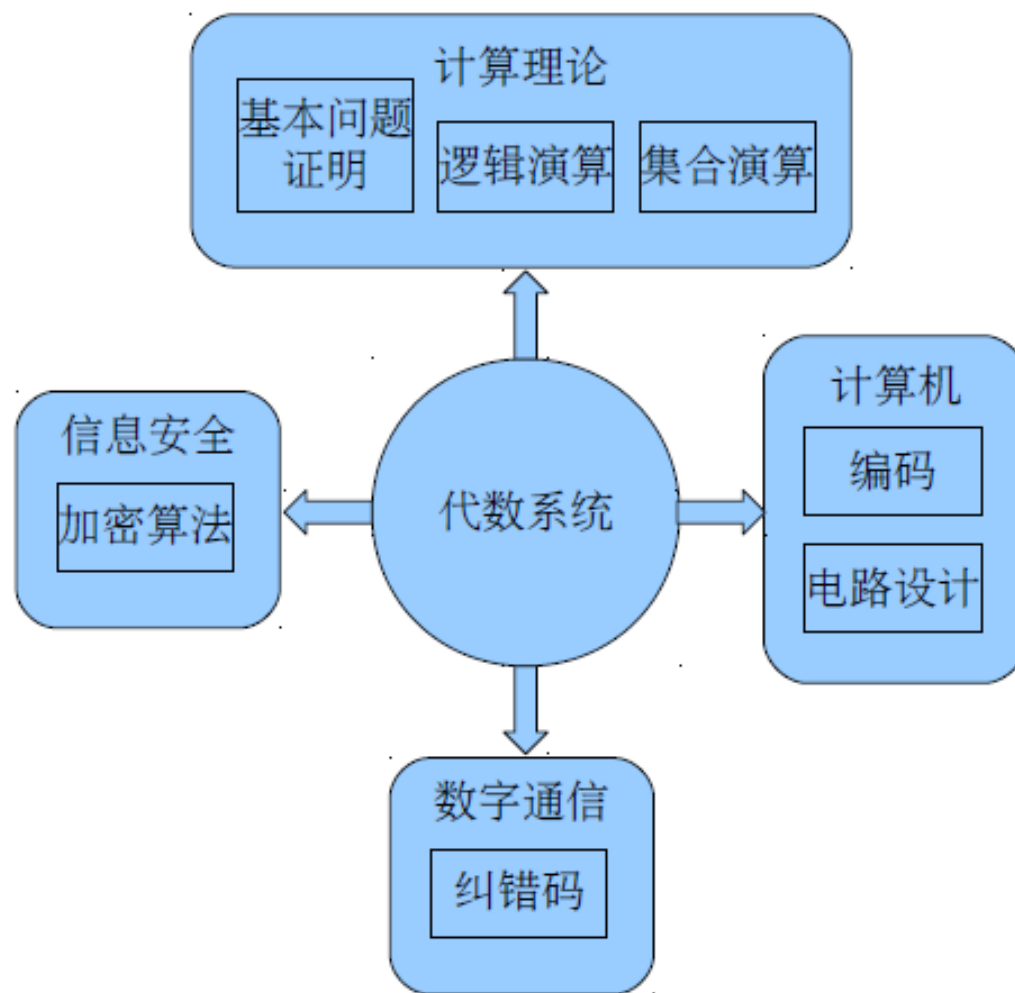 计算理论
基本问题
证明
逻辑演算
集合演算
信息安全
加密算法
代数系统
计算机
编码
电路设计
数字通信
纠错码